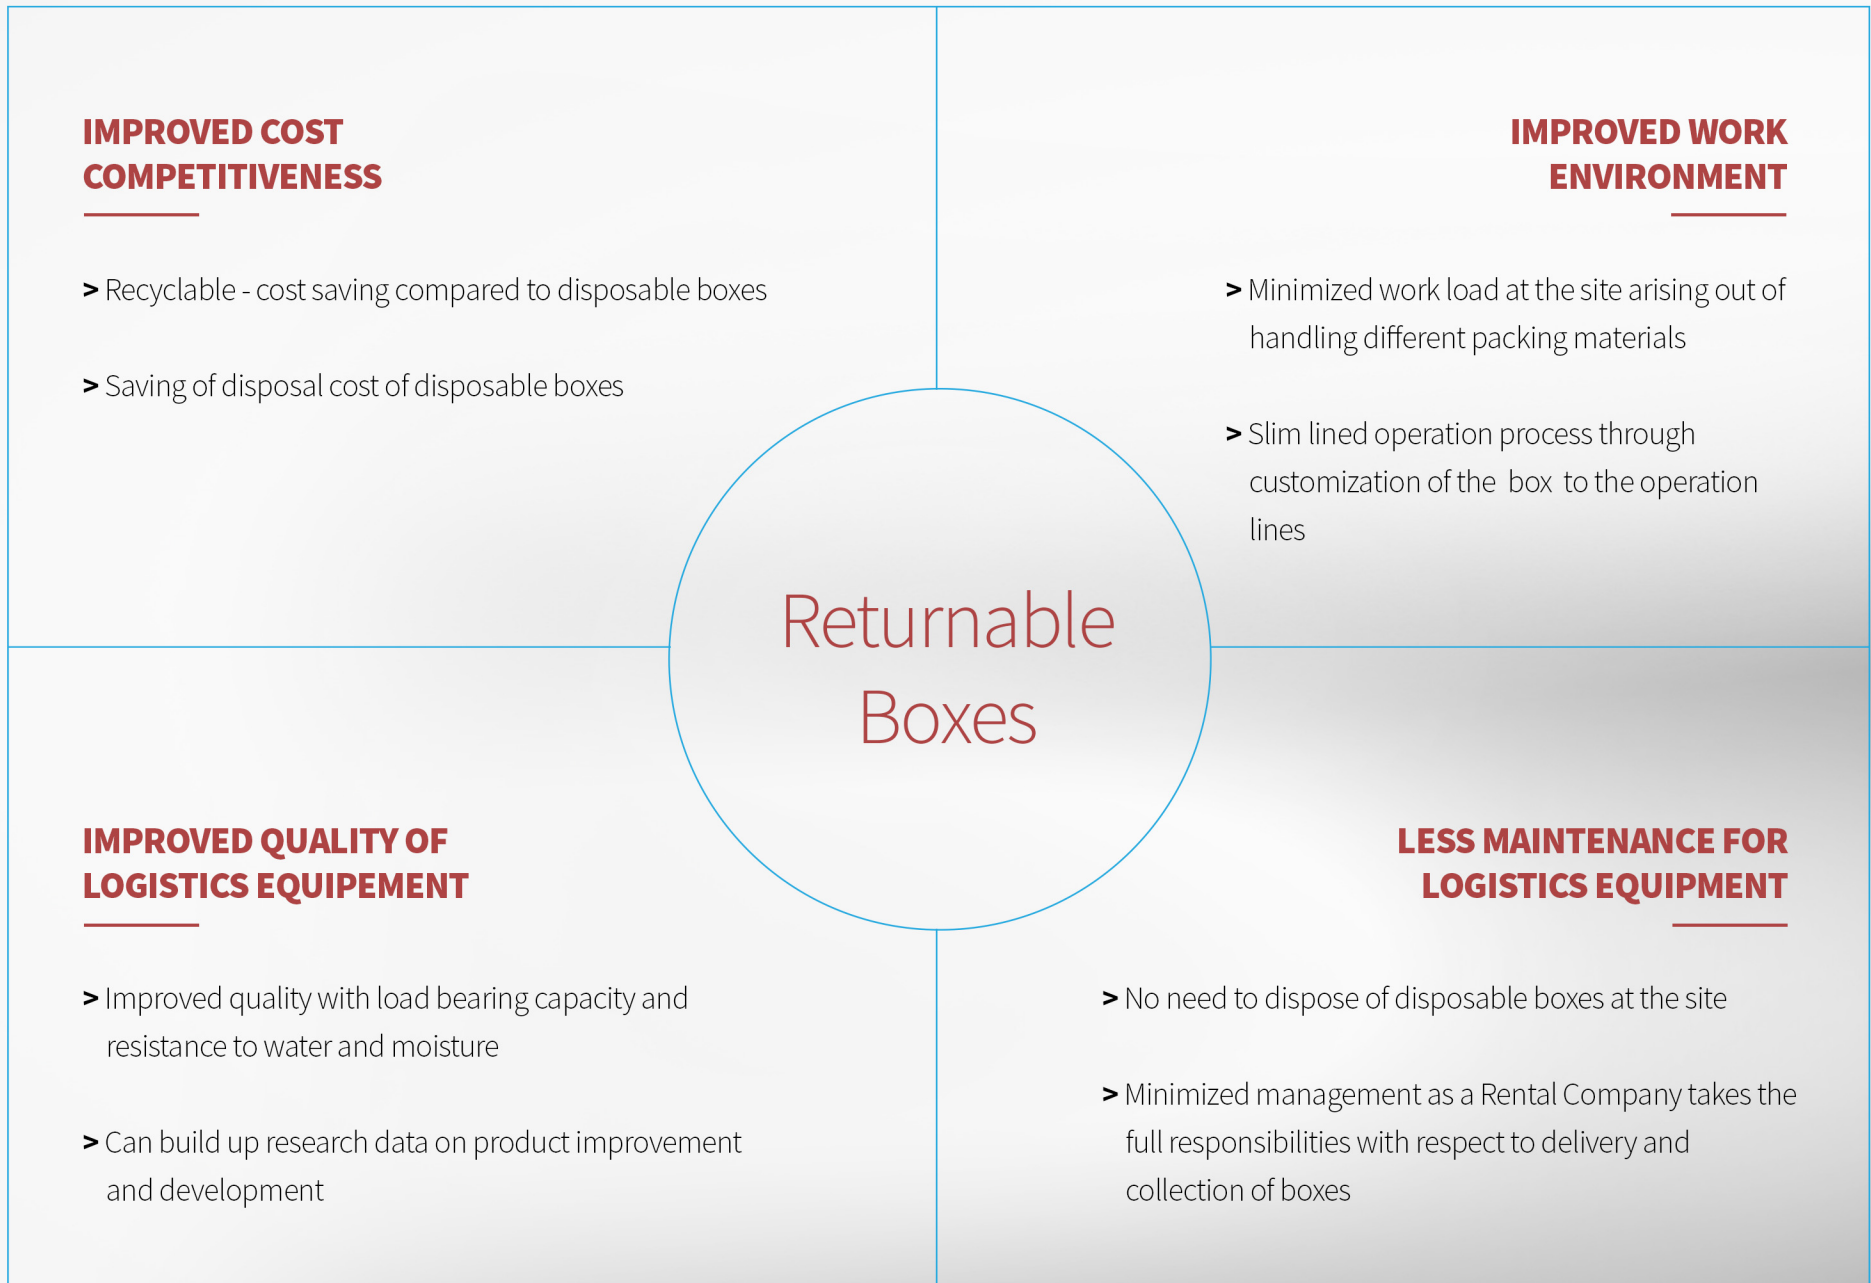 IMPROVED COST
COMPETITIVENESS
> Recyclable - cost saving compared to disposable boxes
> Saving of disposal cost of disposable boxes
IMPROVED WORK
ENVIRONMENT
> Minimized work load at the site arising out of
handling different packing materials
> Slim lined operation process through
customization of the box to the operation
lines
Returnable
Boxes
IMPROVED QUALITY OF
LOGISTICS EQUIPEMENT
> Improved quality with load bearing capacity and
resistance to water and moisture
> Can build up research data on product improvement
and development
LESS MAINTENANCE FOR
LOGISTICS EQUIPMENT
> No need to dispose of disposable boxes at the site
> Minimized management as a Rental Company takes the
full responsibilities with respect to delivery and
collection of boxes